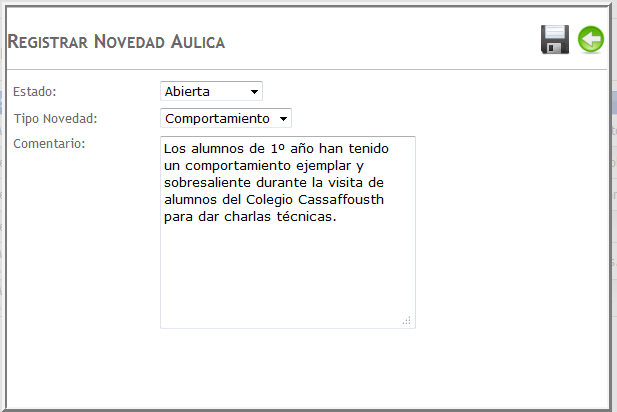 Registrar Novedad Aulica
Estado:
Abierta
Tipo Novedad:
Comportamiento
Comentario:
Los alumnos de 1º año han tenido
un comportamiento ejemplar y
sobresaliente durante la visita de
alumnos del Colegio Cassaffousth
para dar charlas técnicas.